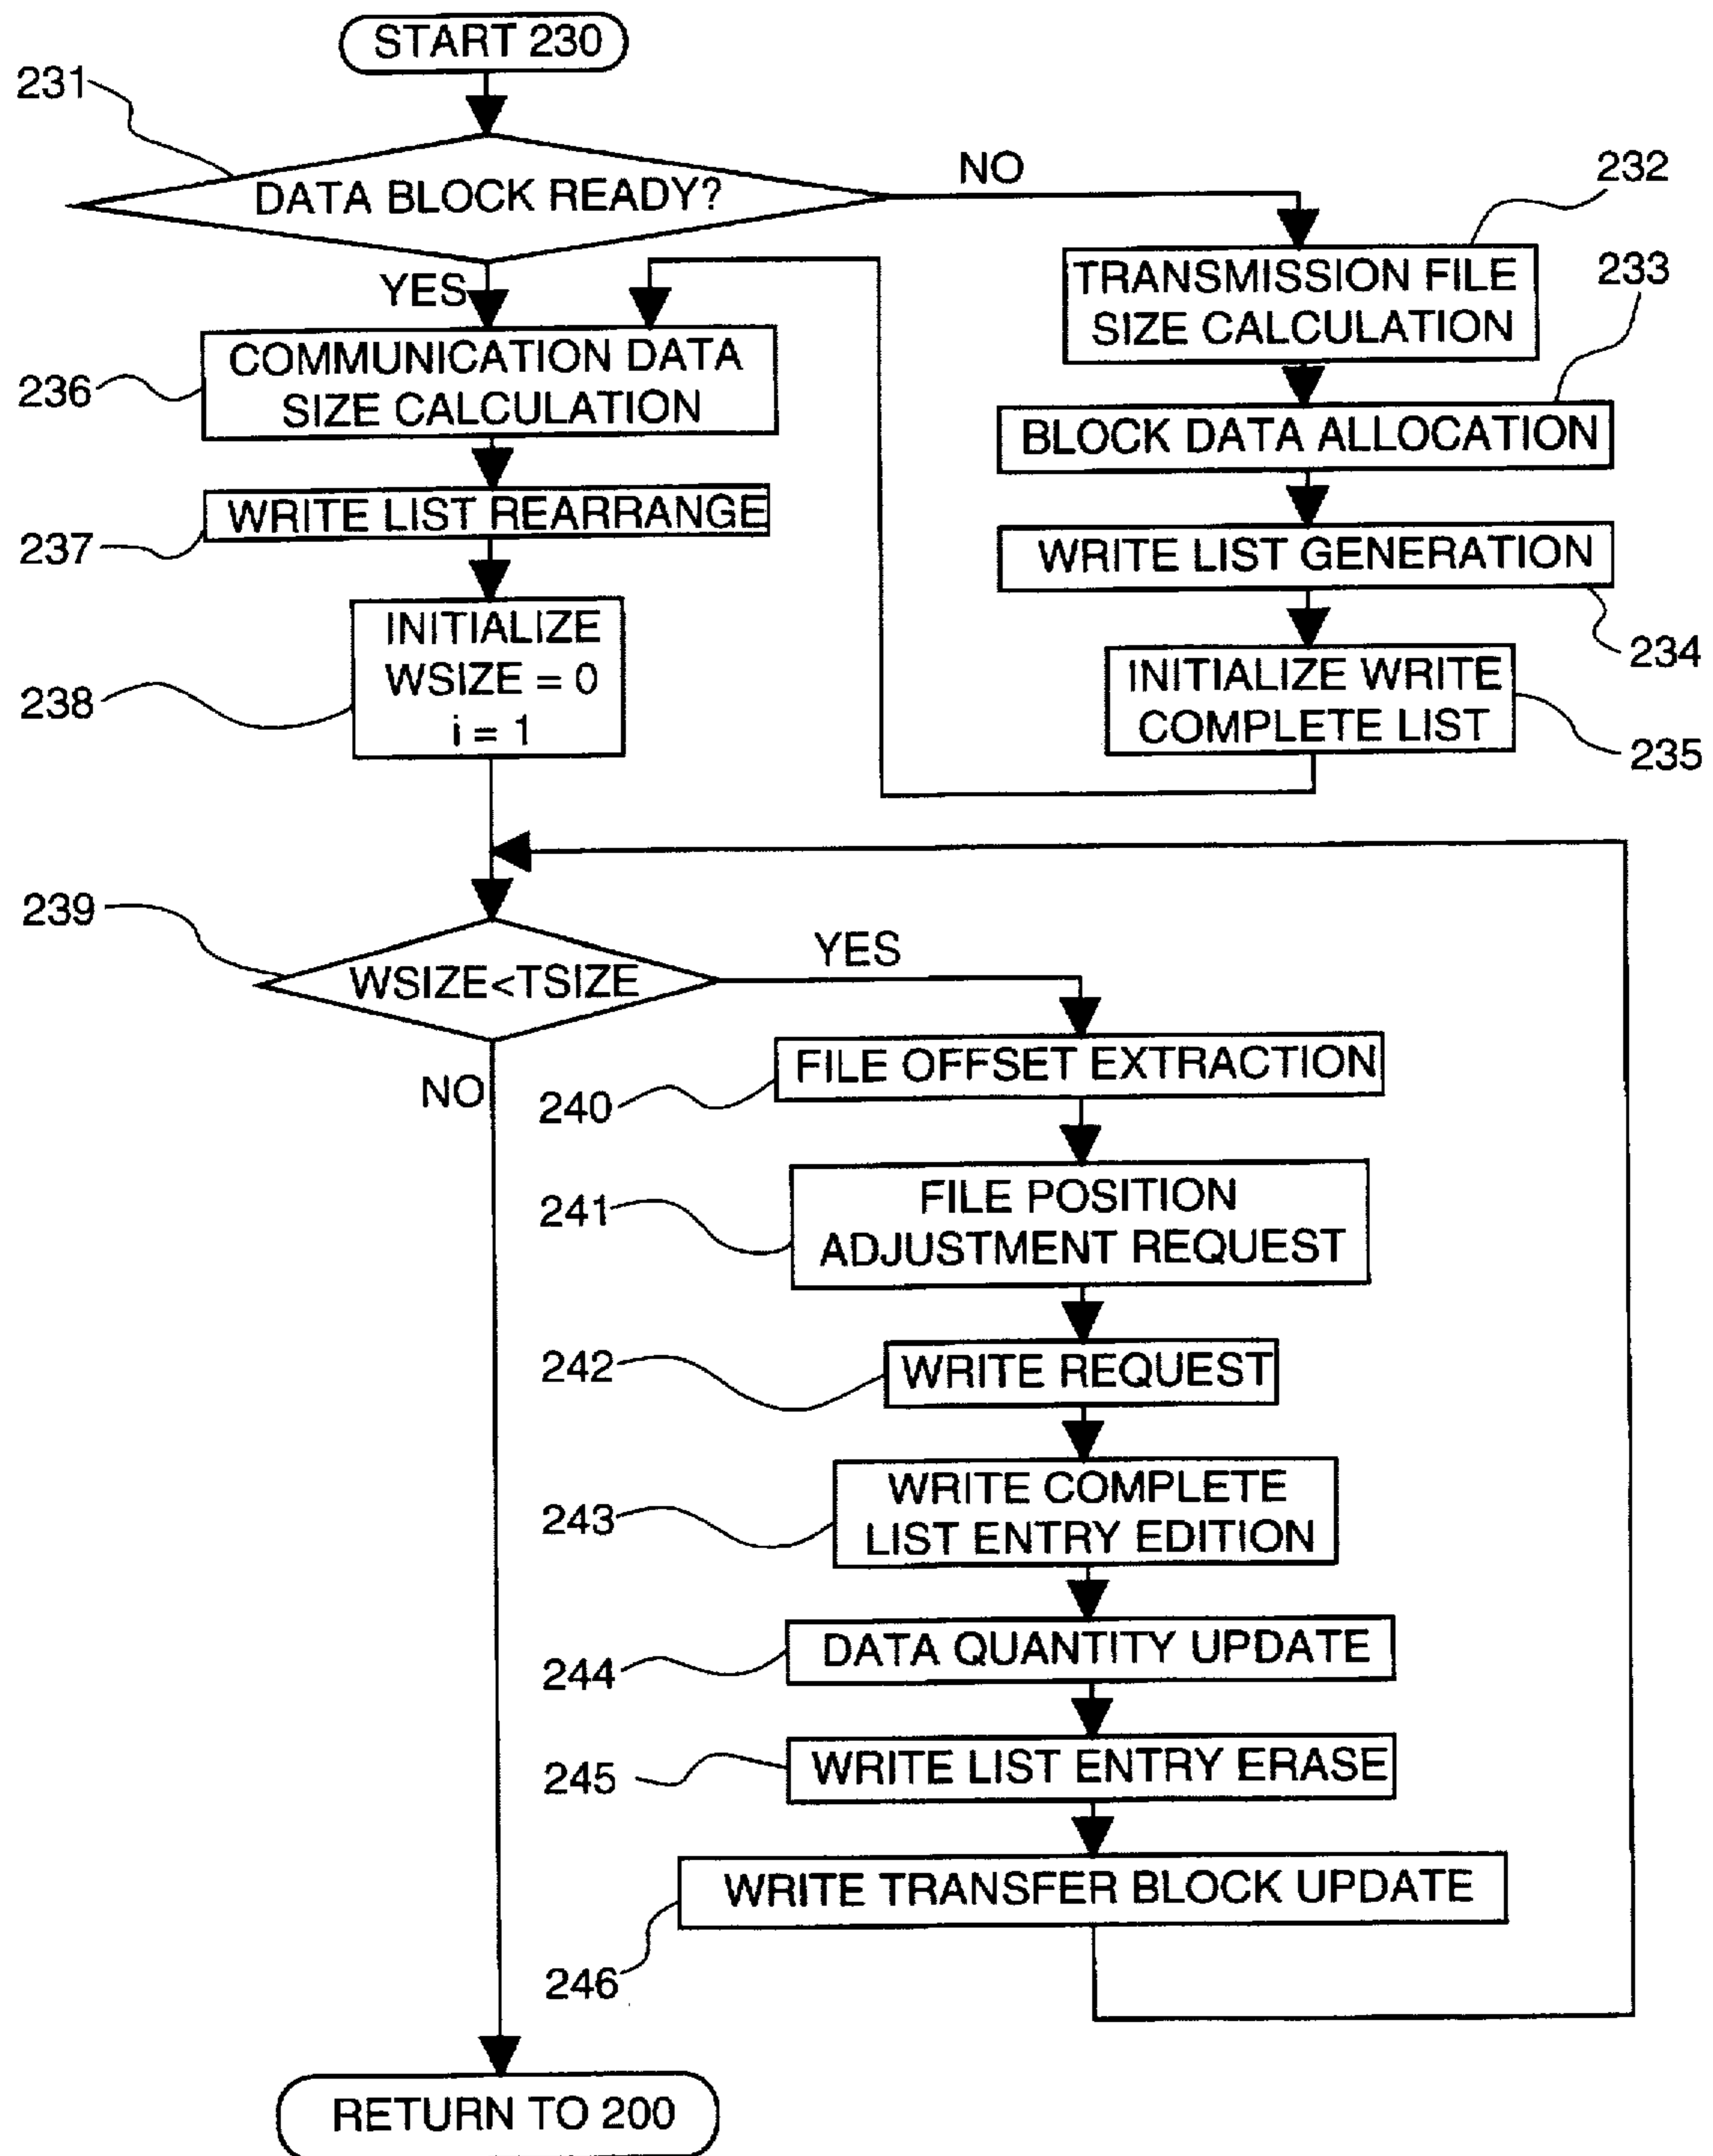 START 230
231
DATA BLOCK READY?
NO
232
YES
TRANSMISSION FILE
SIZE CALCULATION
233
COMMUNICATION DATA
SIZE CALCULATION
236
BLOCK DATA ALLOCATION
WRITE LIST REARRANGE
237
WRITE LIST GENERATION
234
INITIALIZE
WSIZE = 0
i = 1
238
INITIALIZE WRITE
COMPLETE LIST
235
239
WSIZE<TSIZE
YES
NO
FILE OFFSET EXTRACTION
240
FILE POSITION
ADJUSTMENT REQUEST
241
WRITE REQUEST
242
WRITE COMPLETE
LIST ENTRY EDITION
243
DATA QUANTITY UPDATE
244
WRITE LIST ENTRY ERASE
245
WRITE TRANSFER BLOCK UPDATE
246
RETURN TO 200